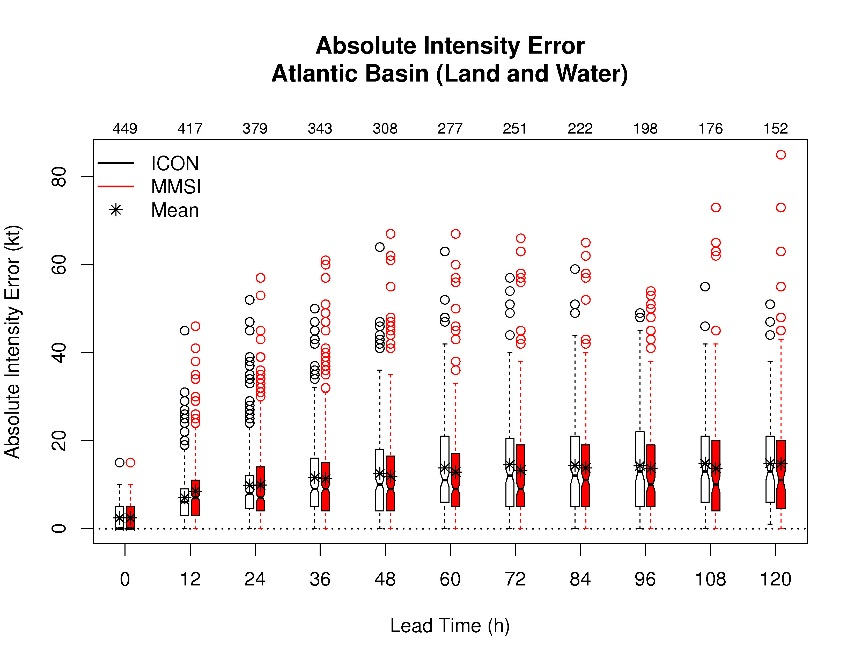 Absolute Intensity Error
Atlantic Basin (Land and Water)
449 417 379 343 308 277 251 222 198 176 152
ICON
MMSI
Mean
Absolute Intensity Error (kt)
80
60
40
20
0
0 12 24 36 48 60 72 84 96 108 120
Lead Time (h)